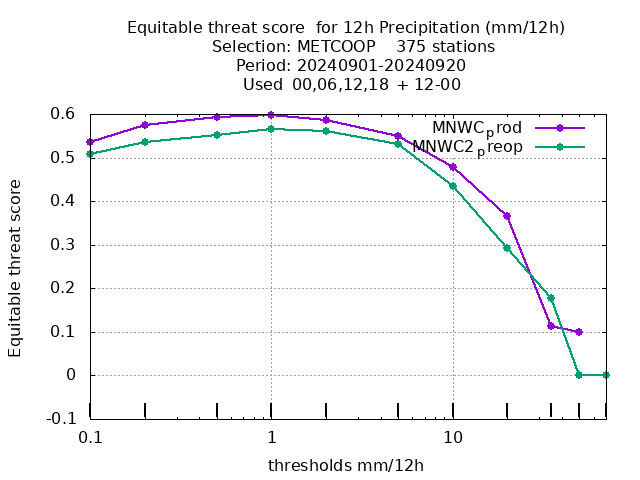 Equitable threat score  for 12h Precipitation (mm/12h)
Selection: METCOOP    375 stations
Period: 20240901-20240920
Used  00,06,12,18  + 12-00
MNWCprod
MNWC2preop
0.6
0.5
0.4
0.3
0.2
0.1
0
-0.1
Equitable threat score
0.1 1 10
thresholds mm/12h